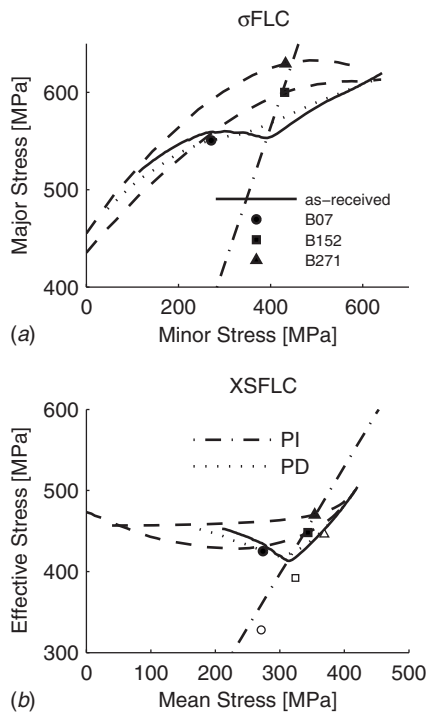 σFLC
600
500
400
Major Stress [MPa]
as−received
B07
B152
B271
0 200 400 600
Minor Stress [MPa]
(a)
XSFLC
600
500
400
300
Effective Stress [MPa]
PI
PD
0 100 200 300 400 500
Mean Stress [MPa]
(b)